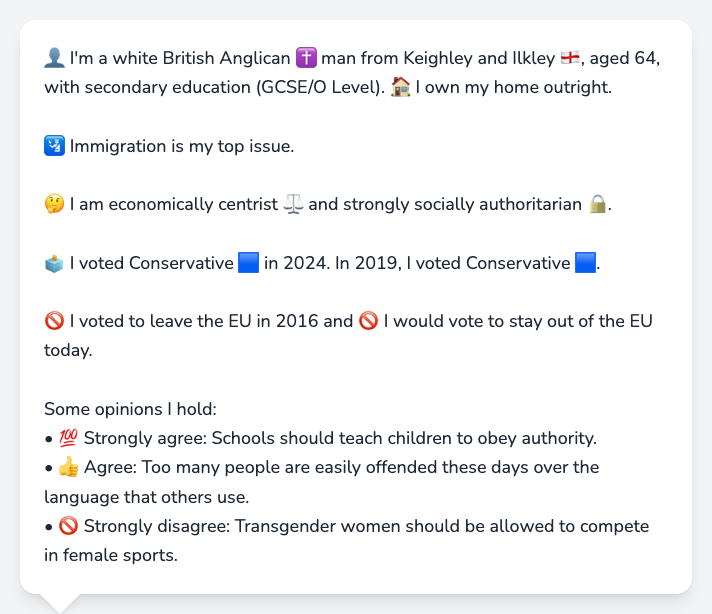 👤 I'm a white British Anglican ✝️ man from Keighley and Ilkley 🏴󠁧󠁢󠁥󠁮󠁧󠁿, aged 64,
with secondary education (GCSE/O Level). 🏠 I own my home outright.
🛂 Immigration is my top issue.
🤔 I am economically centrist ⚖️ and strongly socially authoritarian 🔒.
🗳️ I voted Conservative 🟦 in 2024. In 2019, I voted Conservative 🟦.
🚫 I voted to leave the EU in 2016 and 🚫 I would vote to stay out of the EU
today.
Some opinions I hold:
• 💯 Strongly agree: Schools should teach children to obey authority.
• 👍 Agree: Too many people are easily offended these days over the
language that others use.
• 🚫 Strongly disagree: Transgender women should be allowed to compete
in female sports.